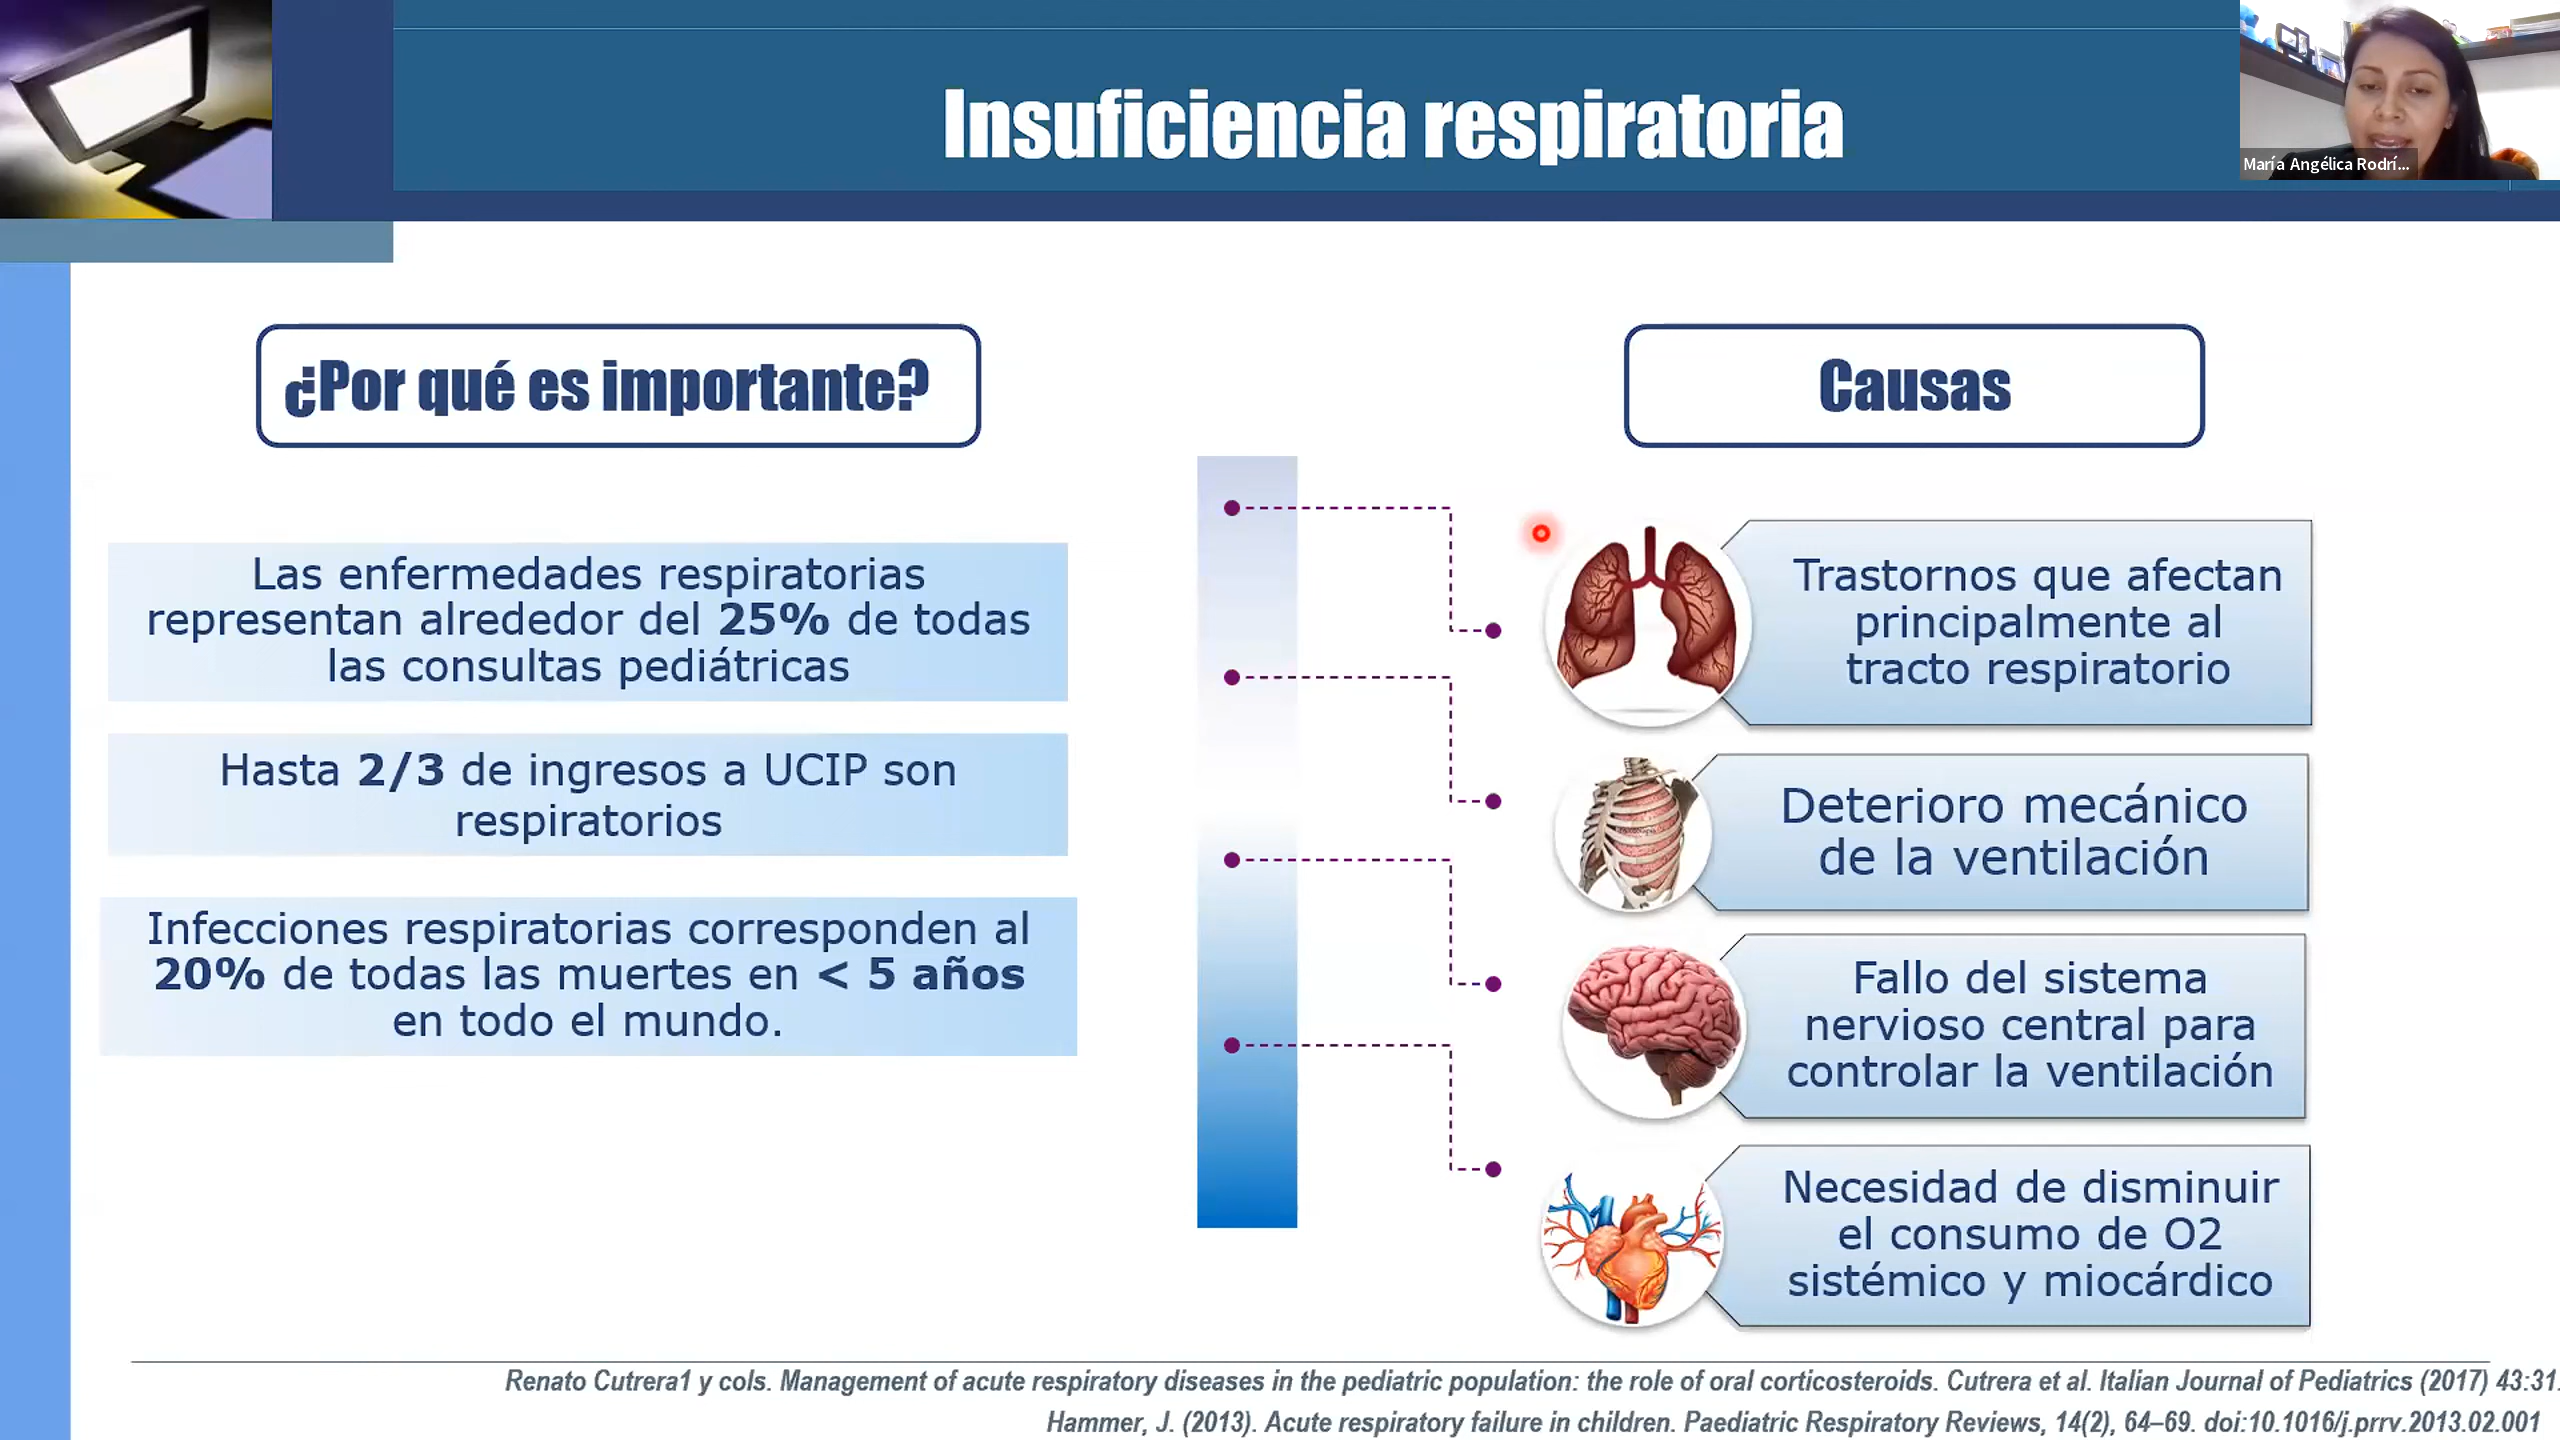 Insuficiencia respiratoria
María Angélica Rodrí...
¿Por qué es importante?
Las enfermedades respiratorias
representan alrededor del 25% de todas
las consultas pediátricas
Hasta 2/3 de ingresos a UCIP son
respiratorios
Infecciones respiratorias corresponden al
20% de todas las muertes en < 5 años
en todo el mundo.
Causas
Trastornos que afectan
principalmente al
tracto respiratorio
Deterioro mecánico
de la ventilación
Fallo del sistema
nervioso central para
controlar la ventilación
Necesidad de disminuir
el consumo de O2
sistémico y miocárdico
Renato Cutrera1 y cols. Management of acute respiratory diseases in the pediatric population: the role of oral corticosteroids. Cutrera et al. Italian Journal of Pediatrics (2017) 43:31.
Hammer, J. (2013). Acute respiratory failure in children. Paediatric Respiratory Reviews, 14(2), 64–69. doi:10.1016/j.prrv.2013.02.001